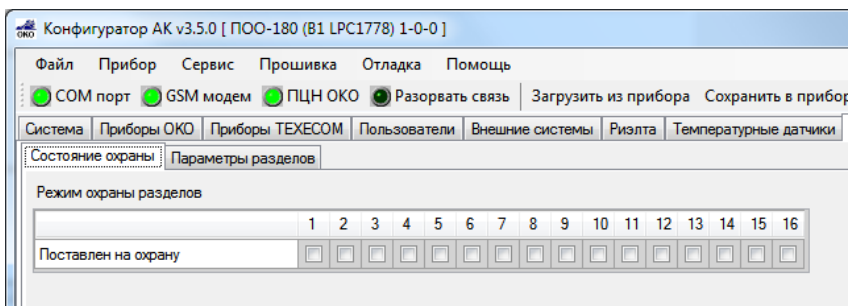 око Конфигуратор АК v3.5.0 [ ПОО-180 (B1 LPC1778) 1-0-0 ]
Файл Прибор Сервис Прошивка Отладка Помощь
COM порт GSM модем ПЦН ОКО Разорвать связь Загрузить из прибора Сохранить в прибор
Система Приборы ОКО Приборы TEXECOM Пользователи Внешние системы Риэлта Температурные датчики
Состояние охраны Параметры разделов
Режим охраны разделов
1 2 3 4 5 6 7 8 9 10 11 12 13 14 15 16
Поставлен на охрану